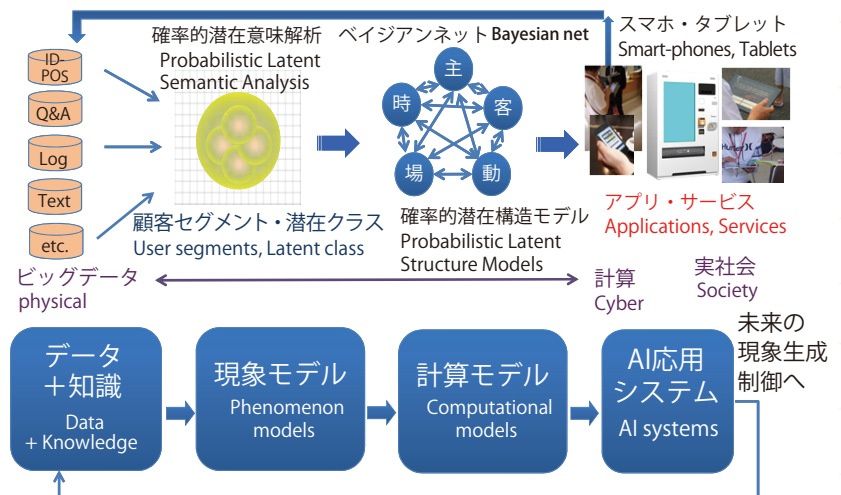 確率的潜在意味解析
Probabilistic Latent
Semantic Analysis
ベイジアンネット Bayesian net
スマホ・タブレット
Smart-phones, Tablets
ID-
POS
Q&A
Log
Text
etc.
主
時
客
場
動
顧客セグメント・潜在クラス
User segments, Latent class
確率的潜在構造モデル
Probabilistic Latent
Structure Models
アプリ・サービス
Applications, Services
ビッグデータ
physical
計算
Cyber
実社会
Society
データ
＋知識
Data
+ Knowledge
現象モデル
Phenomenon
models
計算モデル
Computational
models
AI応用
システム
AI systems
未来の
現象生成
制御へ